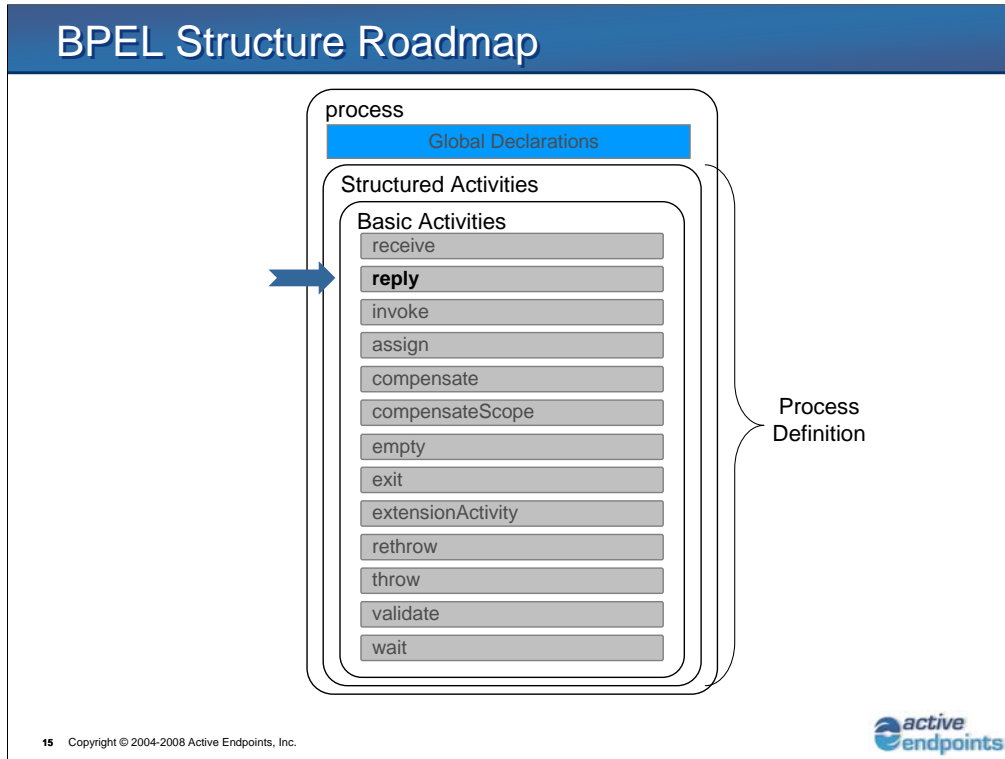 BPEL Structure Roadmap
process
Global Declarations
Structured Activities
Basic Activities
receive
reply
invoke
assign
compensate
compensateScope
empty
exit
extensionActivity
rethrow
throw
validate
wait
Process
Definition
15 Copyright © 2004-2008 Active Endpoints, Inc.
active
endpoints